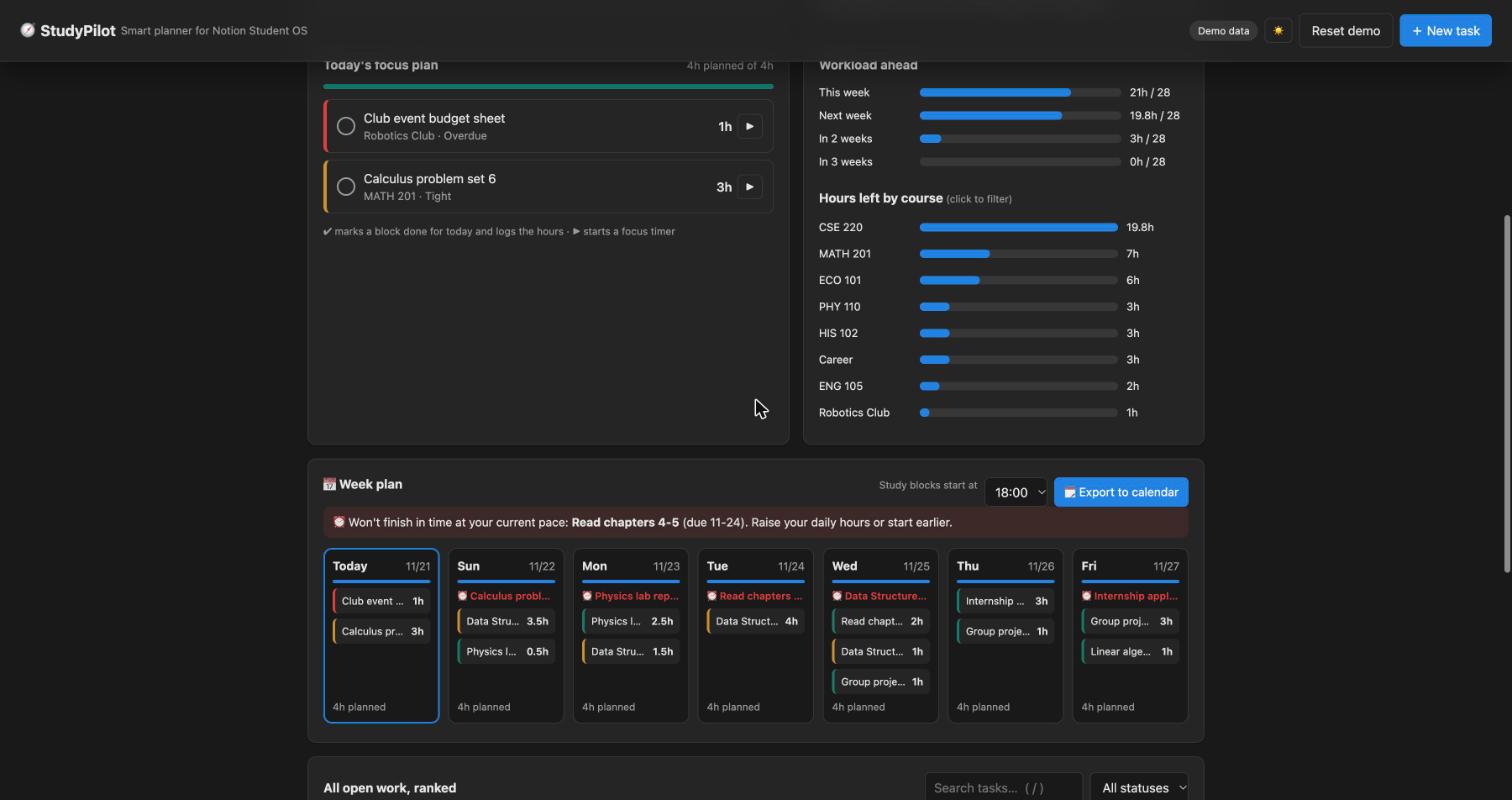 StudyPilot Smart planner for Notion Student OS
Demo data
Reset demo
+ New task
Today's focus plan
4h planned of 4h
Club event budget sheet
Robotics Club · Overdue
1h
Calculus problem set 6
MATH 201 · Tight
3h
✔ marks a block done for today and logs the hours · ▶ starts a focus timer
Workload ahead
This week 21h / 28
Next week 19.8h / 28
In 2 weeks 3h / 28
In 3 weeks 0h / 28
Hours left by course (click to filter)
CSE 220 19.8h
MATH 201 7h
ECO 101 6h
PHY 110 3h
HIS 102 3h
Career 3h
ENG 105 2h
Robotics Club 1h
Week plan
Study blocks start at
18:00
Export to calendar
Won't finish in time at your current pace: Read chapters 4-5 (due 11-24). Raise your daily hours or start earlier.
Today 11/21
Club event ... 1h
Calculus pr... 3h
4h planned
Sun 11/22
Calculus probl...
Data Stru... 3.5h
Physics l... 0.5h
4h planned
Mon 11/23
Physics lab rep...
Physics l... 2.5h
Data Stru... 1.5h
4h planned
Tue 11/24
Read chapters ...
Data Struct... 4h
4h planned
Wed 11/25
Data Structure...
Read chapt... 2h
Data Struct... 1h
Group proje... 1h
4h planned
Thu 11/26
Internship ... 3h
Group proje... 1h
4h planned
Fri 11/27
Internship appl...
Group proj... 3h
Linear alge... 1h
4h planned
All open work, ranked
Search tasks... ( / )
All statuses